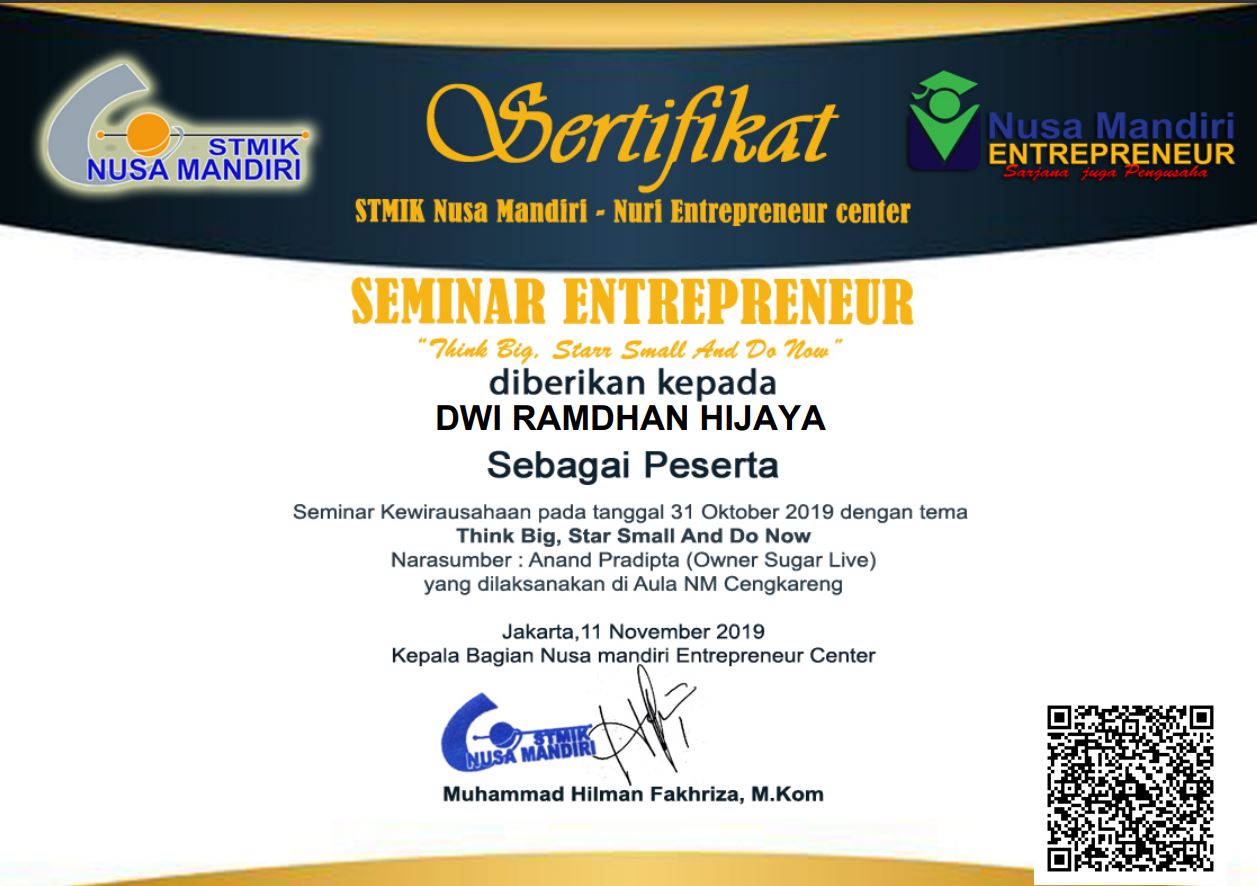 STMIK
NUSA MANDIRI
Sertifikat
Nusa Mandiri
ENTREPRENEUR
Sarjana juga Pengusaha
STMIK Nusa Mandiri - Nuri Entrepreneur center
SEMINAR ENTREPRENEUR
"Think Big, Starr Small And Do Now"
diberikan kepada
DWI RAMDHAN HIJAYA
Sebagai Peserta
Seminar Kewirausahaan pada tanggal 31 Oktober 2019 dengan tema
Think Big, Star Small And Do Now
Narasumber : Anand Pradipta (Owner Sugar Live)
yang dilaksanakan di Aula NM Cengkareng
Jakarta,11 November 2019
Kepala Bagian Nusa mandiri Entrepreneur Center
STMIK
NUSA MANDIRI
Muhammad Hilman Fakhriza, M.Kom